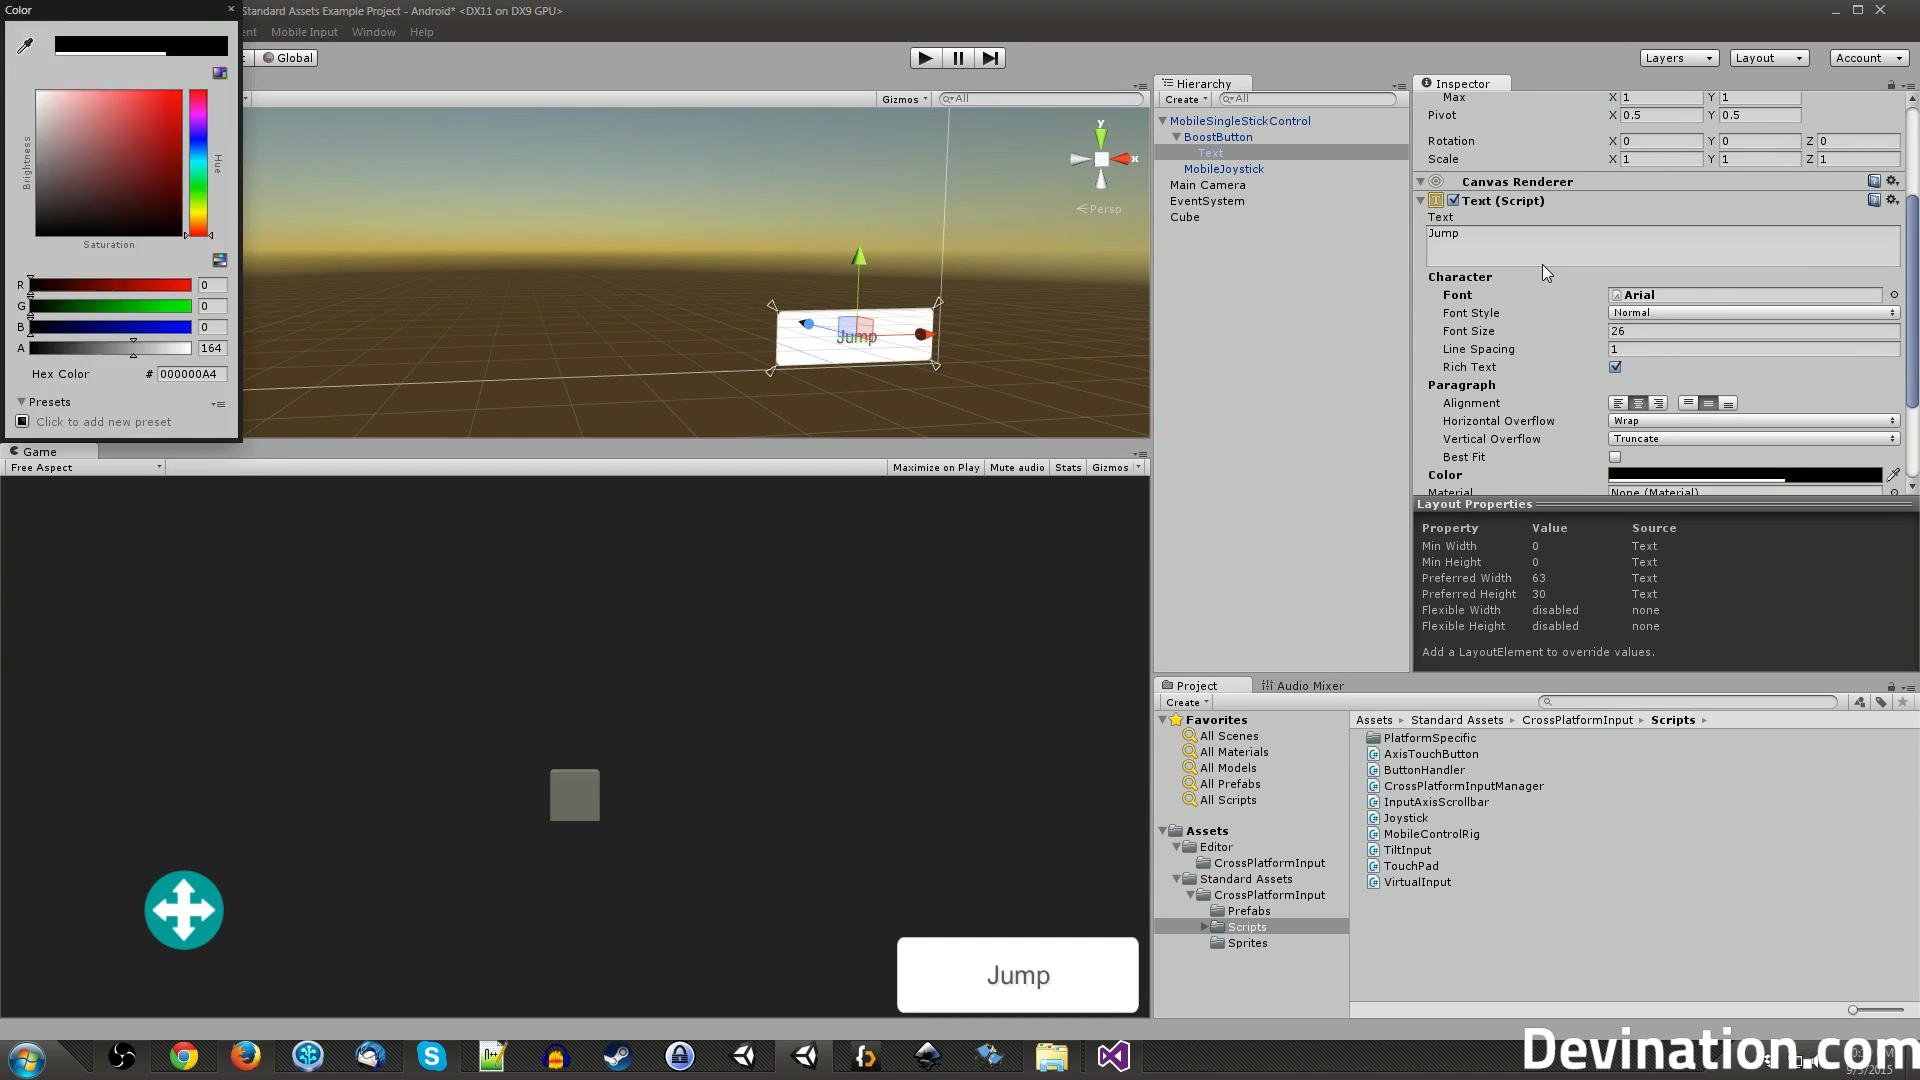 Color
Standard Assets Example Project - Android* <DX11 on DX9 GPU>
ent Mobile Input Window Help
Global
Layers Layout Account
Brightness
Hue
Saturation
R 0
G 0
B 0
A 164
Hex Color # 000000A4
Presets
Click to add new preset
Gizmos All
y
x
Persp
Jump
Game
Free Aspect
Maximize on Play Mute audio Stats Gizmos
Jump
Hierarchy
Create All
MobileSingleStickControl
BoostButton
Text
MobileJoystick
Main Camera
EventSystem
Cube
Inspector
Max X 1 Y 1
Pivot X 0.5 Y 0.5
Rotation X 0 Y 0 Z 0
Scale X 1 Y 1 Z 1
Canvas Renderer
Text (Script)
Text
Jump
Character
Font Arial
Font Style Normal
Font Size 26
Line Spacing 1
Rich Text
Paragraph
Alignment
Horizontal Overflow Wrap
Vertical Overflow Truncate
Best Fit
Color
Material None (Material)
Layout Properties
Property Value Source
Min Width 0 Text
Min Height 0 Text
Preferred Width 63 Text
Preferred Height 30 Text
Flexible Width disabled none
Flexible Height disabled none
Add a LayoutElement to override values.
Project Audio Mixer
Create
Favorites
All Scenes
All Materials
All Models
All Prefabs
All Scripts
Assets
Editor
CrossPlatformInput
Standard Assets
CrossPlatformInput
Prefabs
Scripts
Sprites
Assets Standard Assets CrossPlatformInput Scripts
PlatformSpecific
AxisTouchButton
ButtonHandler
CrossPlatformInputManager
InputAxisScrollbar
Joystick
MobileControlRig
TiltInput
TouchPad
VirtualInput
Devination.com